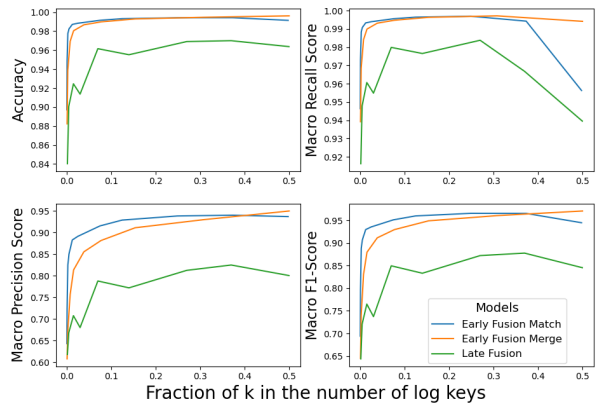 Accuracy
1.00
0.98
0.96
0.94
0.92
0.90
0.88
0.86
0.84
0.0 0.1 0.2 0.3 0.4 0.5
Macro Recall Score
1.00
0.99
0.98
0.97
0.96
0.95
0.94
0.93
0.92
0.0 0.1 0.2 0.3 0.4 0.5
Macro Precision Score
0.95
0.90
0.85
0.80
0.75
0.70
0.65
0.60
0.0 0.1 0.2 0.3 0.4 0.5
Macro F1-Score
0.95
0.90
0.85
0.80
0.75
0.70
0.65
0.0 0.1 0.2 0.3 0.4 0.5
Models
Early Fusion Match
Early Fusion Merge
Late Fusion
Fraction of k in the number of log keys